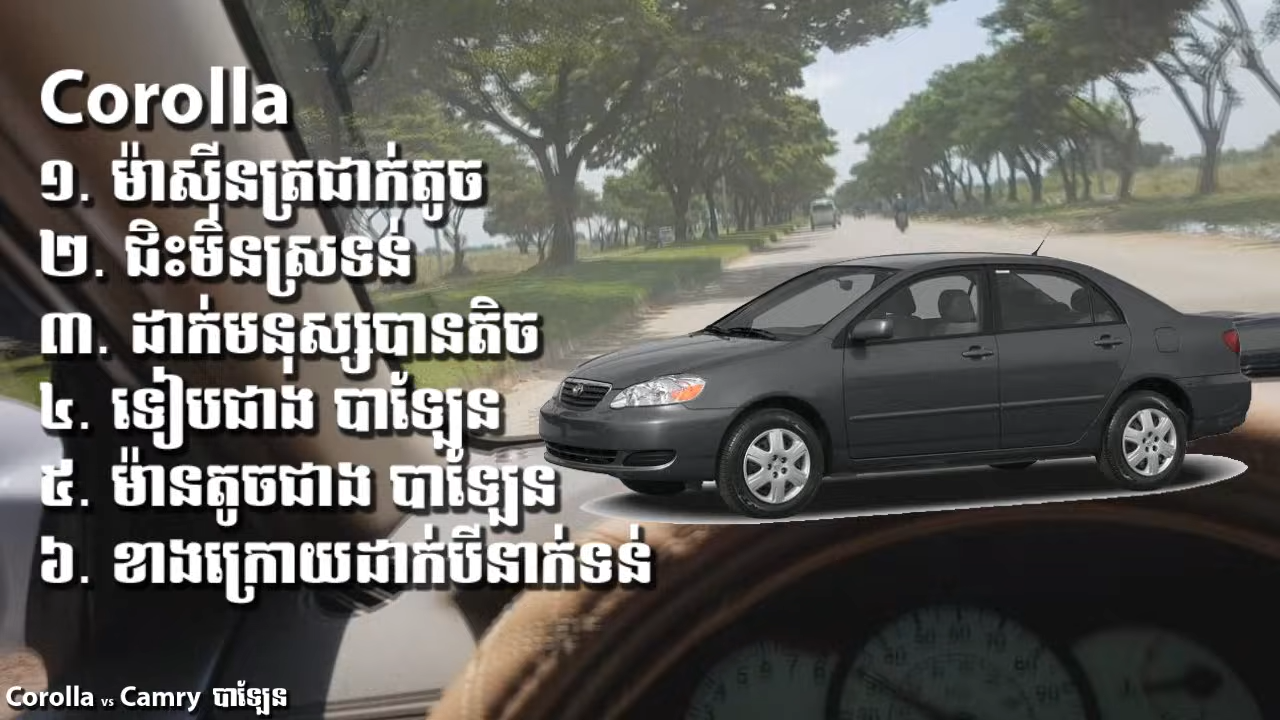 Corolla
១. ម៉ាស៊ីនត្រជាក់តូច
២. ជិះមិនស្រទន់
៣. ដាក់មនុស្សបានតិច
៤. ទៀបជាង បាឡែន
៥. ម៉ានតូចជាង បាឡែន
៦. ខាងក្រោយដាក់បីនាក់ទន់
Corolla vs Camry បាឡែន